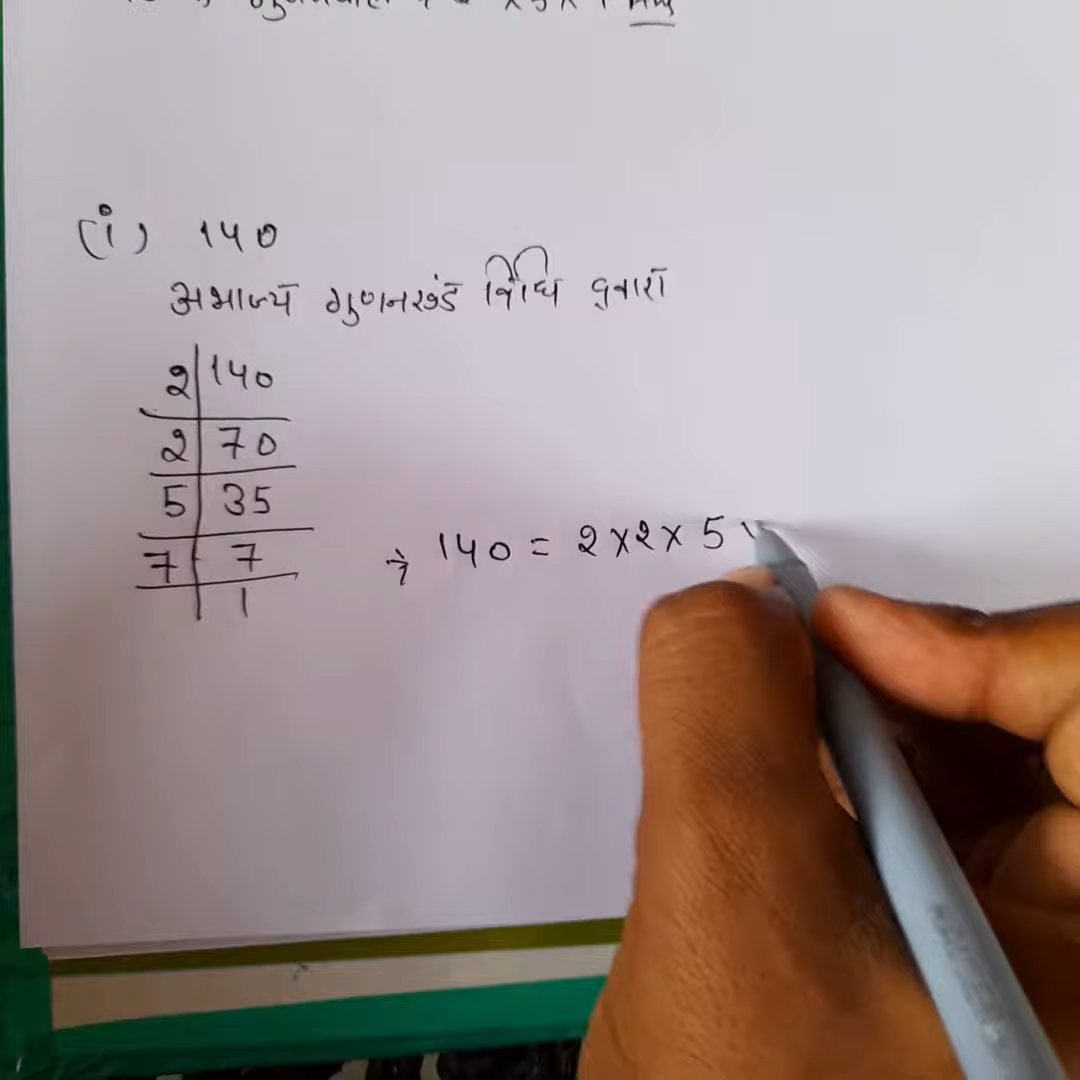 (i) 140
अभाज्य गुणनखंड विधि द्वारा
2 140
2 70
5 35
7 7
1
140 = 2 × 2 × 5